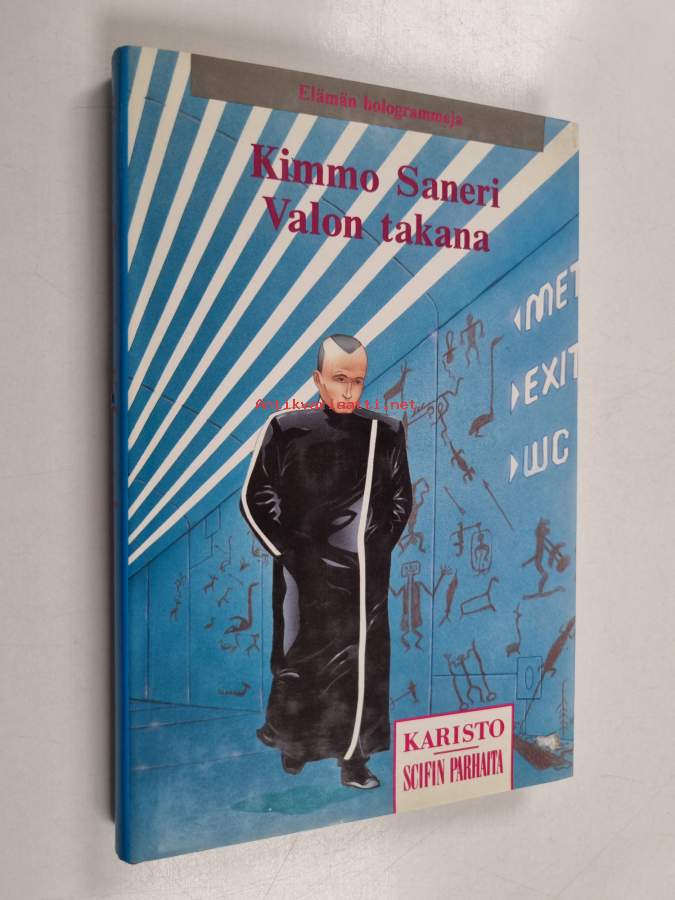 Elämän hologrammeja
Kimmo Saneri
Valon takana
MET
EXIT
WC
Antikvariaatti.net
KARISTO
SCIFIN PARHAITA